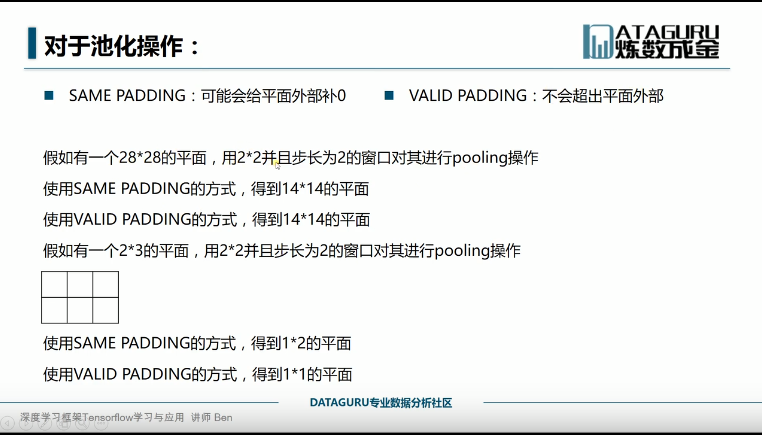 对于池化操作：
DATAGURU
炼数成金
SAME PADDING：可能会给平面外部补0
VALID PADDING：不会超出平面外部
假如有一个28*28的平面，用2*2并且步长为2的窗口对其进行pooling操作
使用SAME PADDING的方式，得到14*14的平面
使用VALID PADDING的方式，得到14*14的平面
假如有一个2*3的平面，用2*2并且步长为2的窗口对其进行pooling操作
使用SAME PADDING的方式，得到1*2的平面
使用VALID PADDING的方式，得到1*1的平面
DATAGURU专业数据分析社区
深度学习框架Tensorflow学习与应用 讲师 Ben